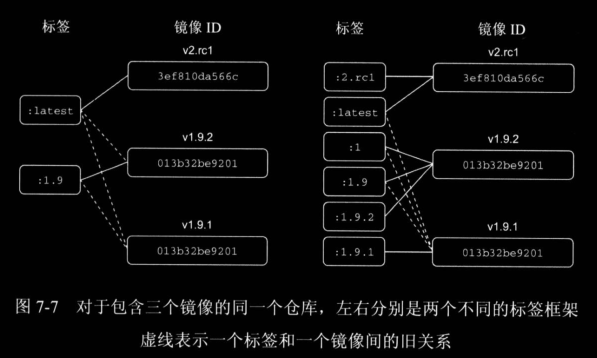 标签 镜像 ID 标签 镜像 ID
v2.rc1 v2.rc1
3ef810da566c :2.rc1 3ef810da566c
:latest :latest
v1.9.2 :1 v1.9.2
:1.9 013b32be9201 :1.9 013b32be9201
:1.9.2
v1.9.1 v1.9.1
013b32be9201 :1.9.1 013b32be9201
图 7-7 对于包含三个镜像的同一个仓库，左右分别是两个不同的标签框架
虚线表示一个标签和一个镜像间的旧关系